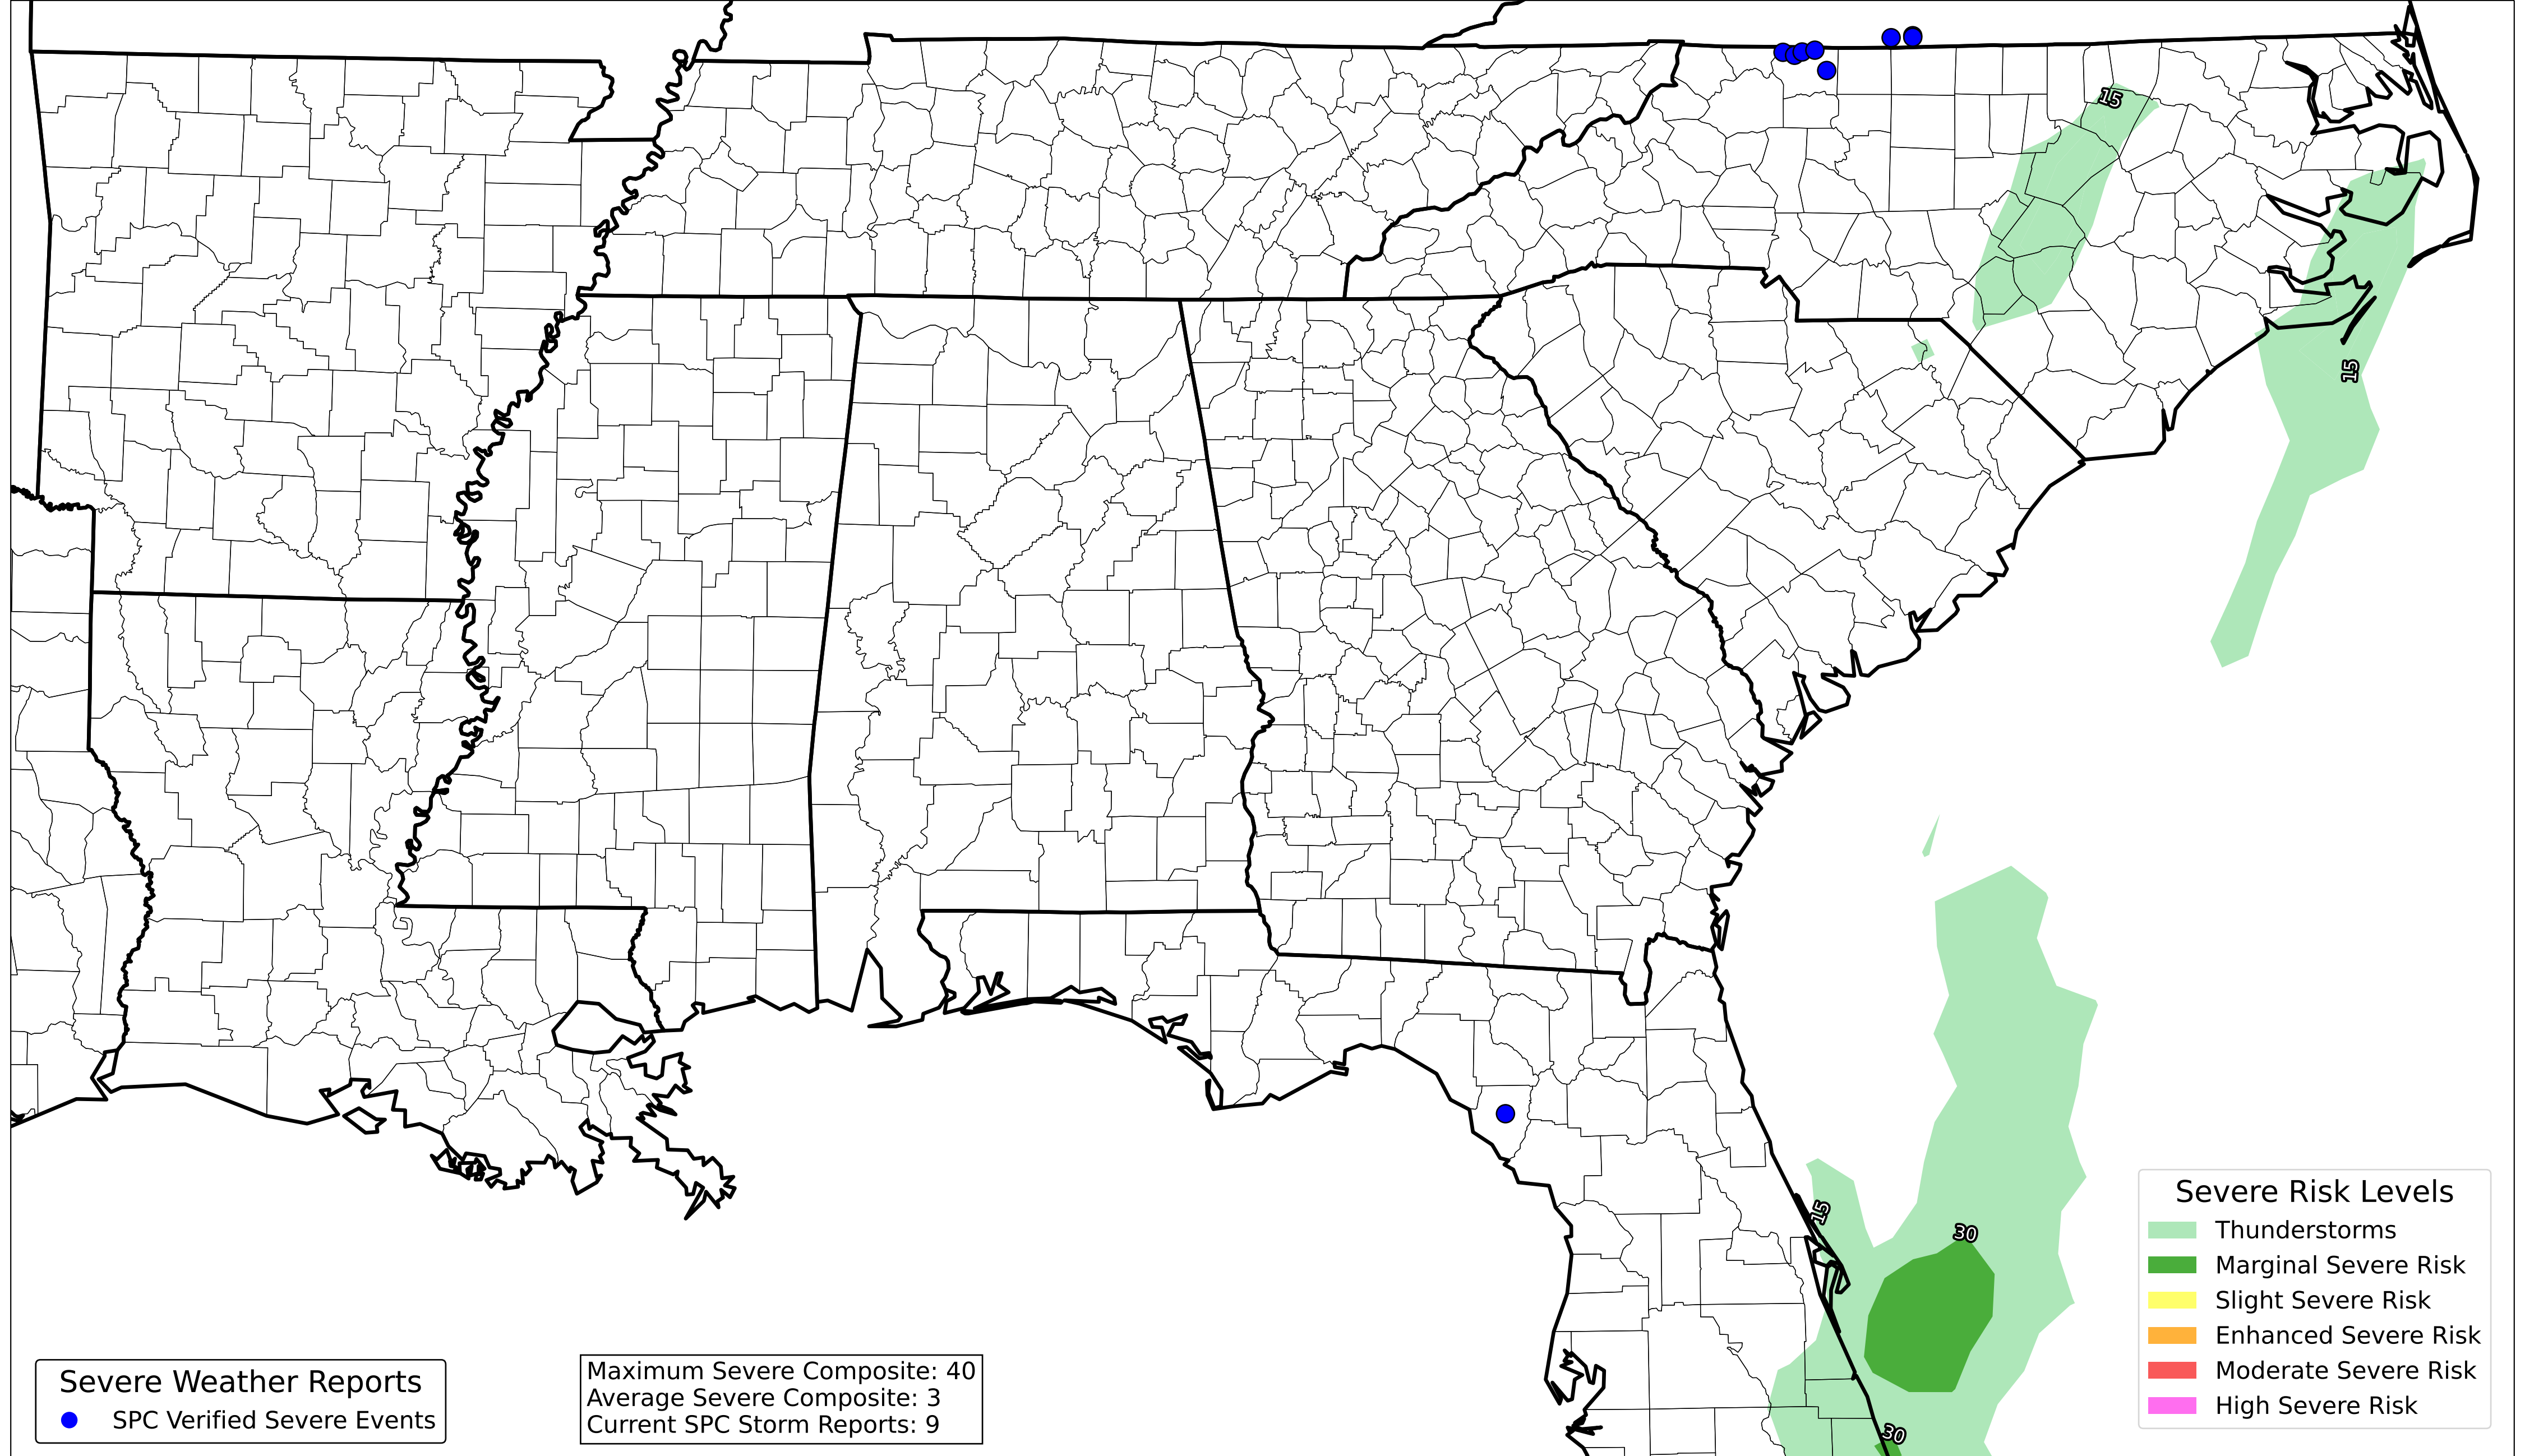 15
15
15
30
30
Severe Risk Levels
Thunderstorms
Marginal Severe Risk
Slight Severe Risk
Enhanced Severe Risk
Moderate Severe Risk
High Severe Risk
Severe Weather Reports
SPC Verified Severe Events
Maximum Severe Composite: 40
Average Severe Composite: 3
Current SPC Storm Reports: 9